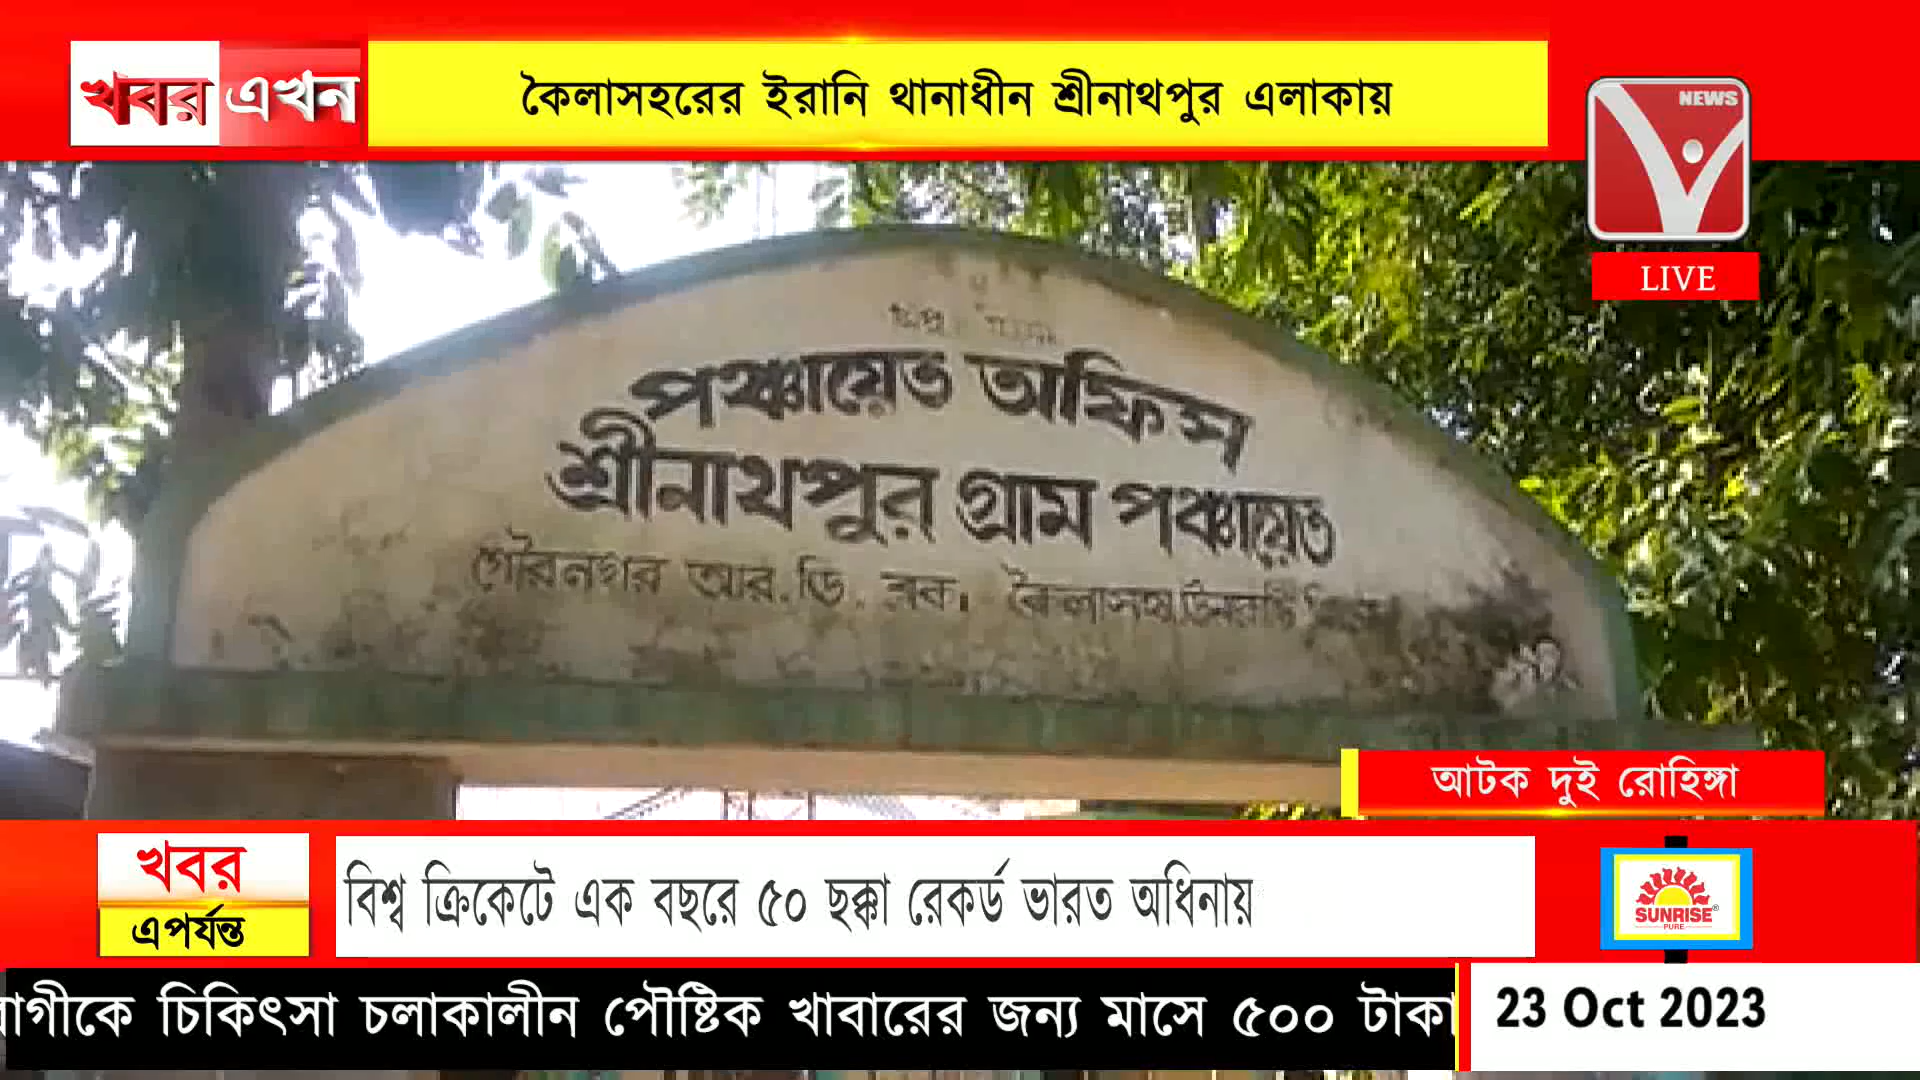 খবর এখন
কৈলাসহরের ইরানি থানাধীন শ্রীনাথপুর এলাকায়
NEWS
LIVE
পঞ্চায়েত অফিস
শ্রীনাথপুর গ্রাম পঞ্চায়েত
গৌরনগর আর.ডি. ব্লক।
আটক দুই রোহিঙ্গা
খবর
এপর্যন্ত
বিশ্ব ক্রিকেটে এক বছরে ৫০ ছক্কা রেকর্ড ভারত অধিনায়
SUNRISE®
PURE
চিকিৎসা চলাকালীন পৌষ্টিক খাবারের জন্য মাসে ৫০০ টাকা
23 Oct 2023